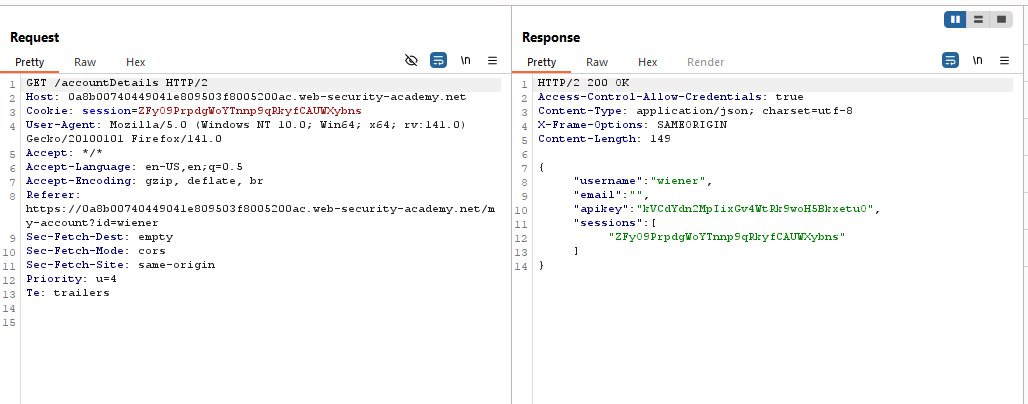 Request
Pretty Raw Hex \n
1 GET /accountDetails HTTP/2
2 Host: 0a8b00740449041e809503f8005200ac.web-security-academy.net
3 Cookie: session=ZFyO9PrpdgWoYTnnp9qRkyfCAUWXybns
4 User-Agent: Mozilla/5.0 (Windows NT 10.0; Win64; x64; rv:141.0)
Gecko/20100101 Firefox/141.0
5 Accept: */*
6 Accept-Language: en-US,en;q=0.5
7 Accept-Encoding: gzip, deflate, br
8 Referer:
https://0a8b00740449041e809503f8005200ac.web-security-academy.net/m
y-account?id=wiener
9 Sec-Fetch-Dest: empty
10 Sec-Fetch-Mode: cors
11 Sec-Fetch-Site: same-origin
12 Priority: u=4
13 Te: trailers
14
15
Response
Pretty Raw Hex Render \n
1 HTTP/2 200 OK
2 Access-Control-Allow-Credentials: true
3 Content-Type: application/json; charset=utf-8
4 X-Frame-Options: SAMEORIGIN
5 Content-Length: 149
6
7 {
8 "username":"wiener",
9 "email":"",
10 "apikey":"kVCdYdn2MpIixGv4WtRk9woH5Bkxetu0",
11 "sessions":[
12 "ZFyO9PrpdgWoYTnnp9qRkyfCAUWXybns"
13 ]
14 }